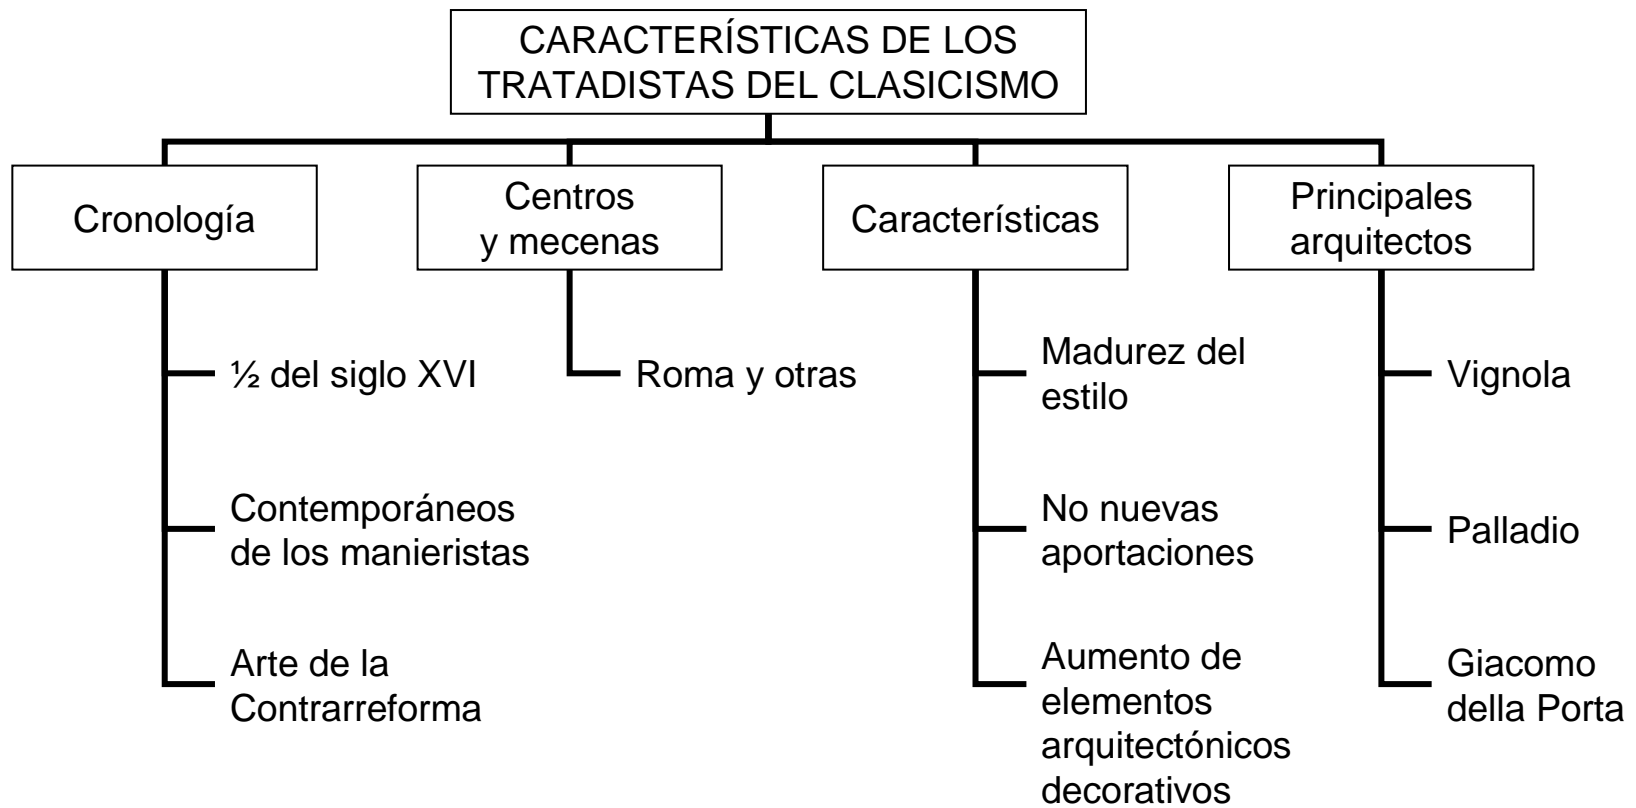 CARACTERÍSTICAS DE LOS
TRATADISTAS DEL CLASICISMO
Cronología
½ del siglo XVI
Contemporáneos
de los manieristas
Arte de la
Contrarreforma
Centros
y mecenas
Roma y otras
Características
Madurez del
estilo
No nuevas
aportaciones
Aumento de
elementos
arquitectónicos
decorativos
Principales
arquitectos
Vignola
Palladio
Giacomo
della Porta